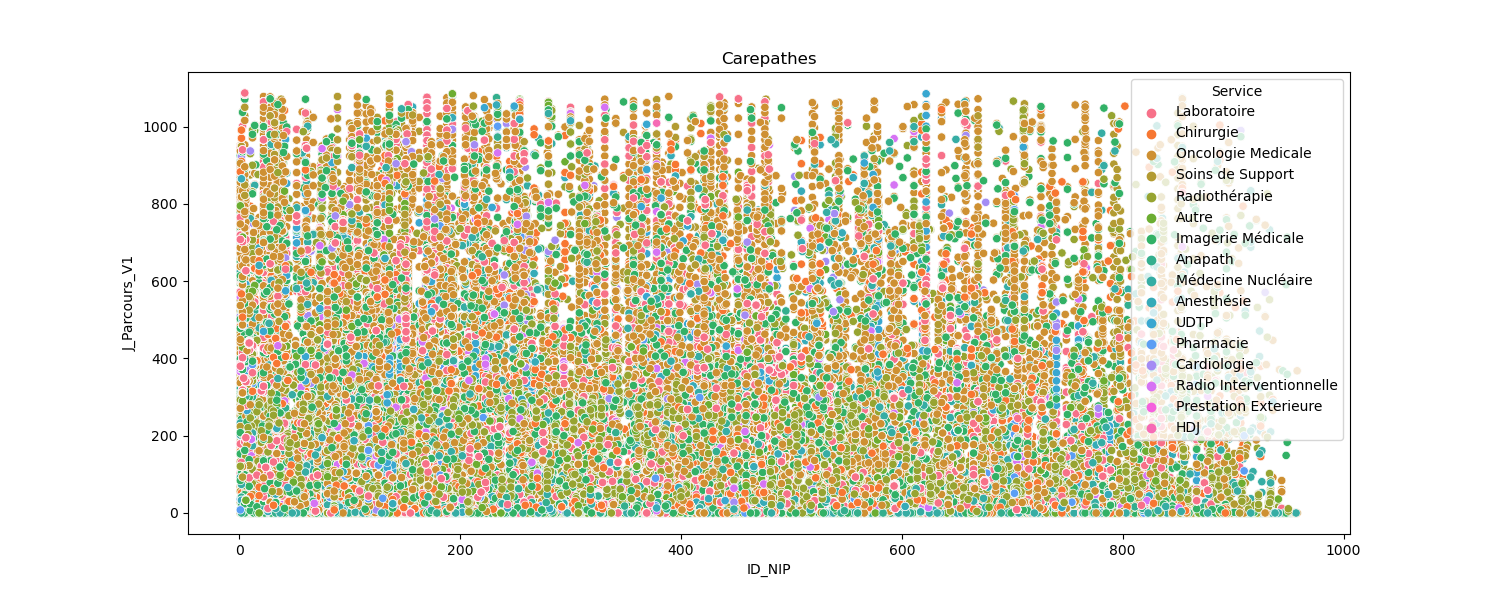 Carepathes
J_Parcours_V1
1000
800
600
400
200
0
0
200
400
600
800
1000
ID_NIP
Service
Laboratoire
Chirurgie
Oncologie Medicale
Soins de Support
Radiothérapie
Autre
Imagerie Médicale
Anapath
Médecine Nucléaire
Anesthésie
UDTP
Pharmacie
Cardiologie
Radio Interventionnelle
Prestation Exterieure
HDJ